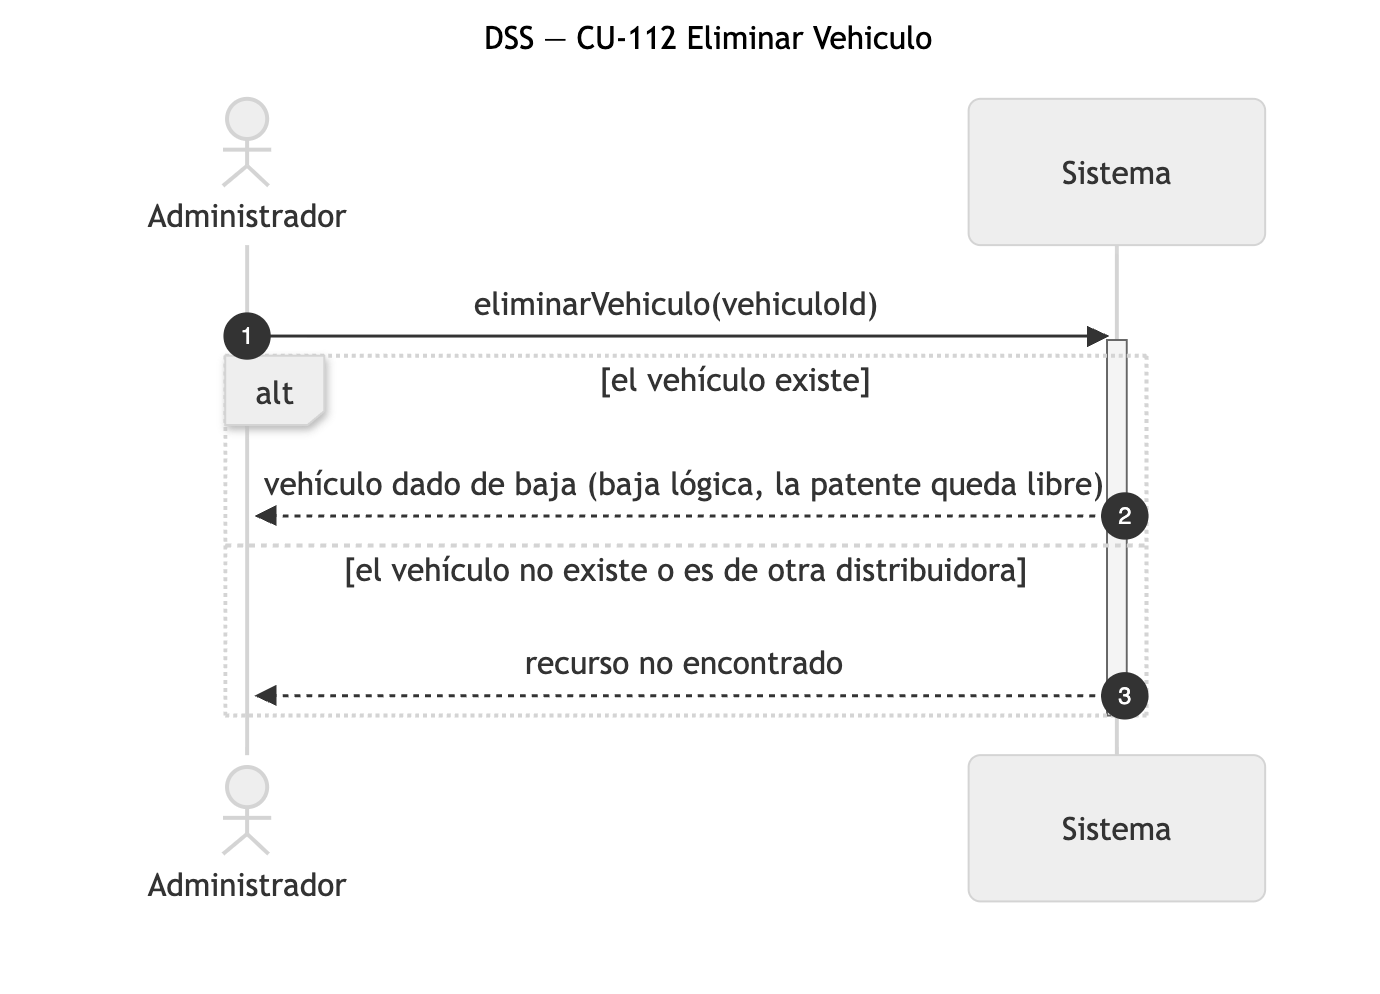 DSS — CU-112 Eliminar Vehiculo
Administrador
Sistema
eliminarVehiculo(vehiculoId)
1
alt
[el vehículo existe]
vehículo dado de baja (baja lógica, la patente queda libre)
2
[el vehículo no existe o es de otra distribuidora]
recurso no encontrado
3
Administrador
Sistema